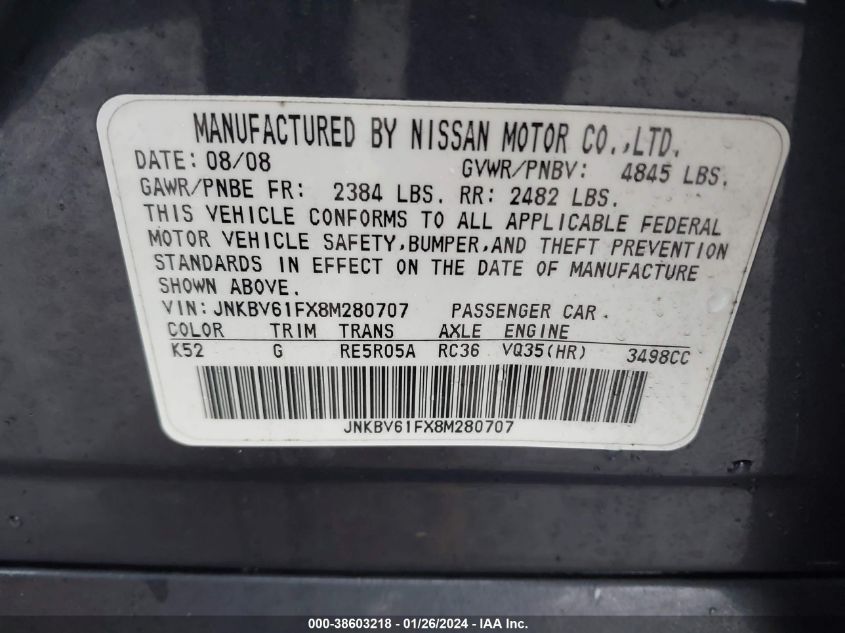 MANUFACTURED BY NISSAN MOTOR CO.,LTD.
DATE: 08/08 GVWR/PNBV: 4845 LBS.
GAWR/PNBE FR: 2384 LBS. RR: 2482 LBS.
THIS VEHICLE CONFORMS TO ALL APPLICABLE FEDERAL
MOTOR VEHICLE SAFETY,BUMPER,AND THEFT PREVENTION
STANDARDS IN EFFECT ON THE DATE OF MANUFACTURE
SHOWN ABOVE.
VIN:JNKBV61FX8M280707 PASSENGER CAR.
COLOR TRIM TRANS AXLE ENGINE
K52 G RE5R05A RC36 VQ35(HR) 3498CC
JNKBV61FX8M280707
000-38603218 - 01/26/2024 - IAA Inc.